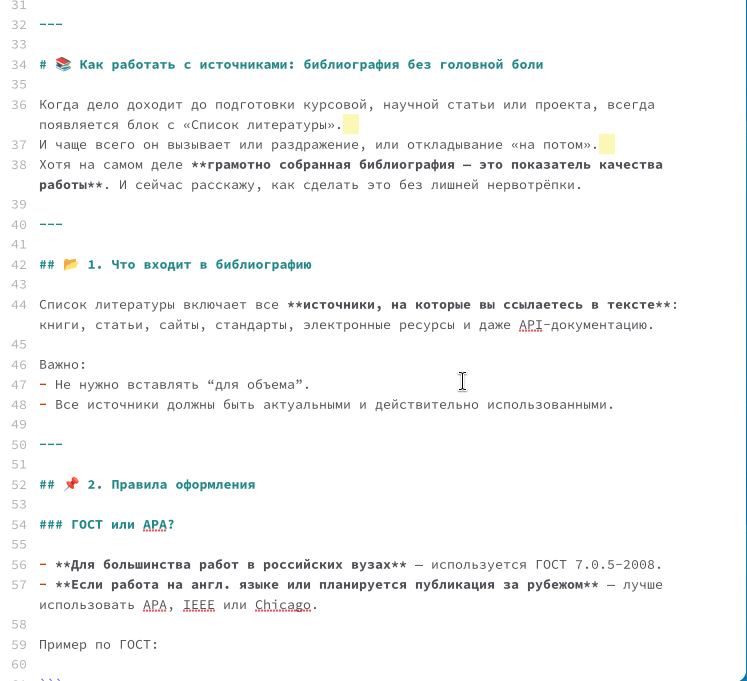 31
32 ---
33
34 # 📚 Как работать с источниками: библиография без головной боли
35
36 Когда дело доходит до подготовки курсовой, научной статьи или проекта, всегда
появляется блок с «Список литературы».
37 И чаще всего он вызывает или раздражение, или откладывание «на потом».
38 Хотя на самом деле **грамотно собранная библиография — это показатель качества
работы**. И сейчас расскажу, как сделать это без лишней нервотрёпки.
39
40 ---
41
42 ## 📂 1. Что входит в библиографию
43
44 Список литературы включает все **источники, на которые вы ссылаетесь в тексте**:
книги, статьи, сайты, стандарты, электронные ресурсы и даже API-документацию.
45
46 Важно:
47 - Не нужно вставлять “для объема”.
48 - Все источники должны быть актуальными и действительно использованными.
49
50 ---
51
52 ## 📌 2. Правила оформления
53
54 ### ГОСТ или APA?
55
56 - **Для большинства работ в российских вузах** — используется ГОСТ 7.0.5-2008.
57 - **Если работа на англ. языке или планируется публикация за рубежом** — лучше
использовать APA, IEEE или Chicago.
58
59 Пример по ГОСТ:
60